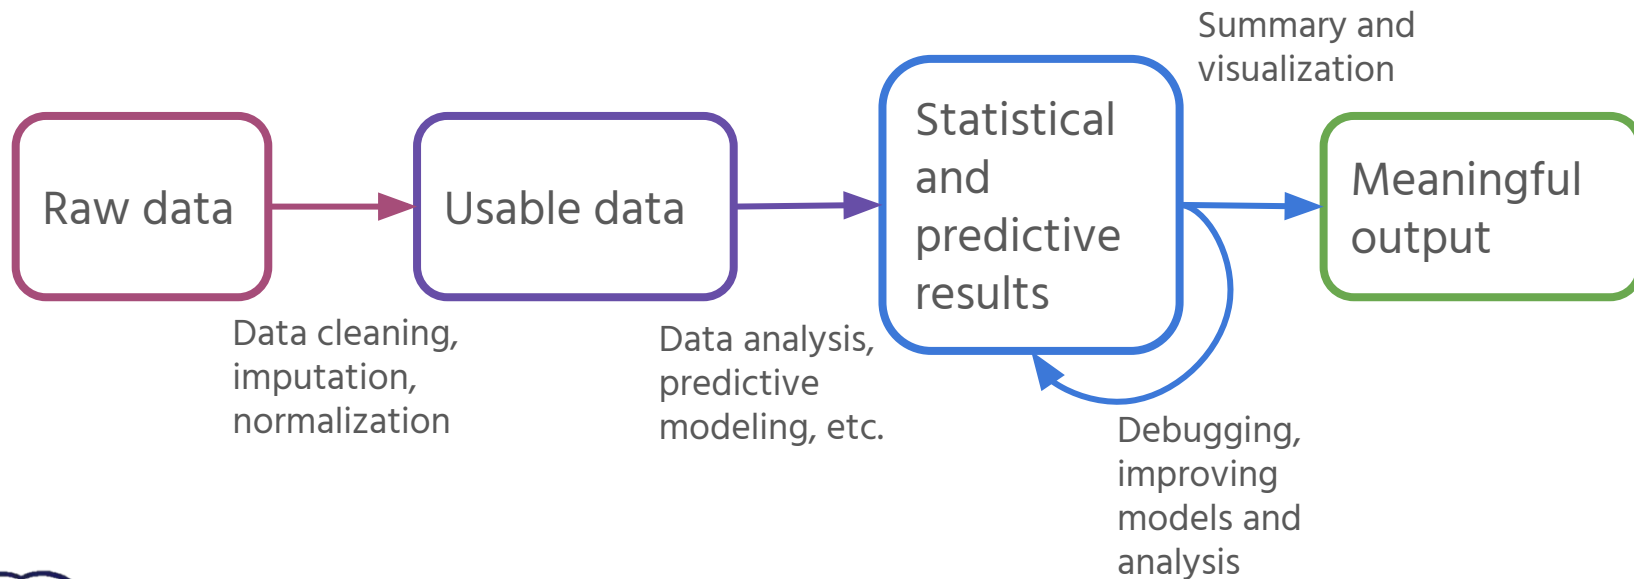 Raw data
Data cleaning,
imputation,
normalization
Usable data
Data analysis,
predictive
modeling, etc.
Statistical
and
predictive
results
Debugging,
improving
models and
analysis
Summary and
visualization
Meaningful
output